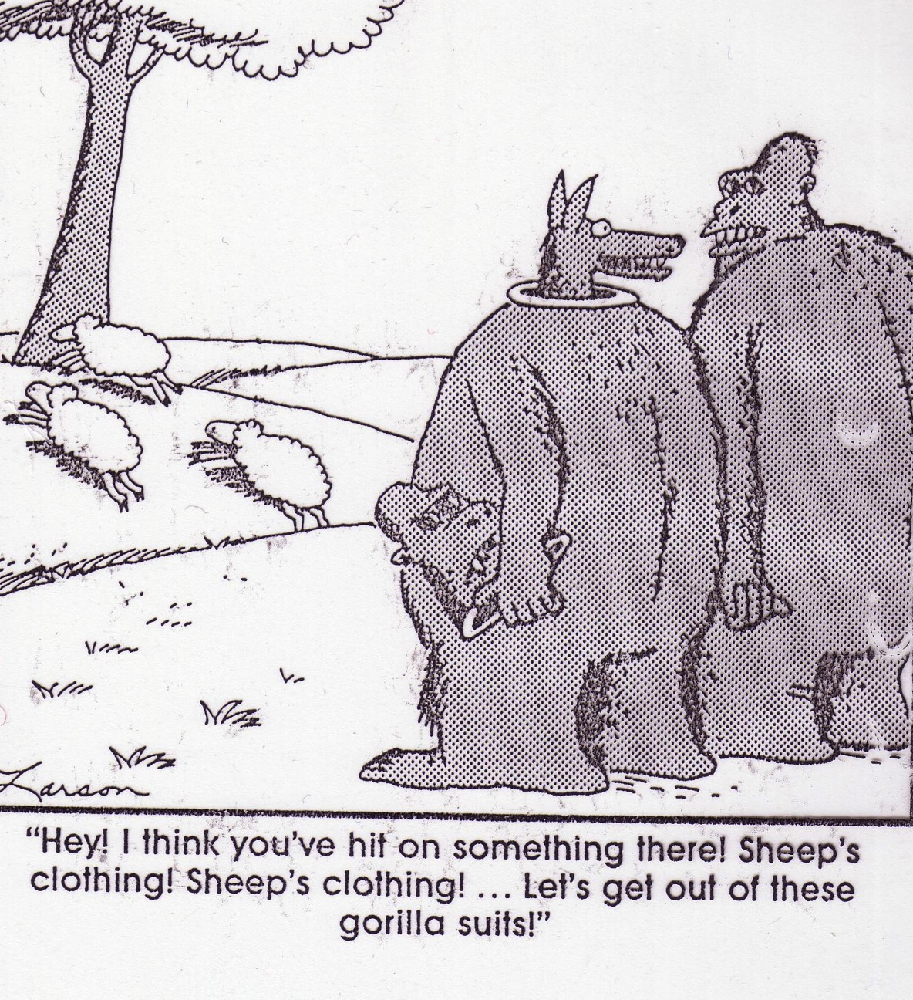 Larson
“Hey! I think you’ve hit on something there! Sheep’s
clothing! Sheep’s clothing! ... Let’s get out of these
gorilla suits!”